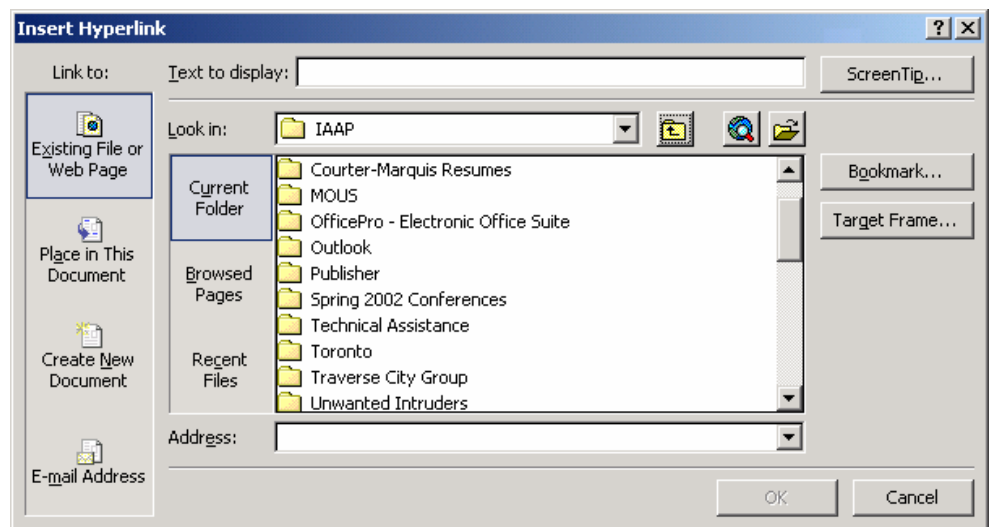 Insert Hyperlink
Link to:
Text to display:
ScreenTip...
Existing File or
Web Page
Look in:
IAAP
Current
Folder
Courter-Marquis Resumes
MOUS
OfficePro - Electronic Office Suite
Outlook
Publisher
Spring 2002 Conferences
Technical Assistance
Toronto
Traverse City Group
Unwanted Intruders
Bookmark...
Target Frame...
Place in This
Document
Browsed
Pages
Create New
Document
Recent
Files
Address:
E-mail Address
OK
Cancel